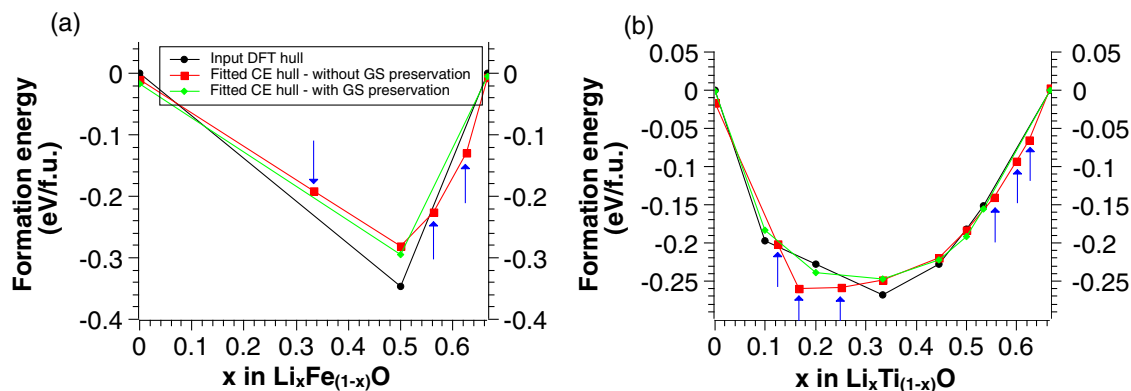 (a)
Input DFT hull
Fitted CE hull - without GS preservation
Fitted CE hull - with GS preservation
Formation energy
(eV/f.u.)
0
-0.1
-0.2
-0.3
-0.4
0
-0.1
-0.2
-0.3
-0.4
0 0.1 0.2 0.3 0.4 0.5 0.6
x in LixFe(1-x)O
(b)
Formation energy
(eV/f.u.)
0.05
0
-0.05
-0.1
-0.15
-0.2
-0.25
0.05
0
-0.05
-0.1
-0.15
-0.2
-0.25
0 0.1 0.2 0.3 0.4 0.5 0.6
x in LixTi(1-x)O